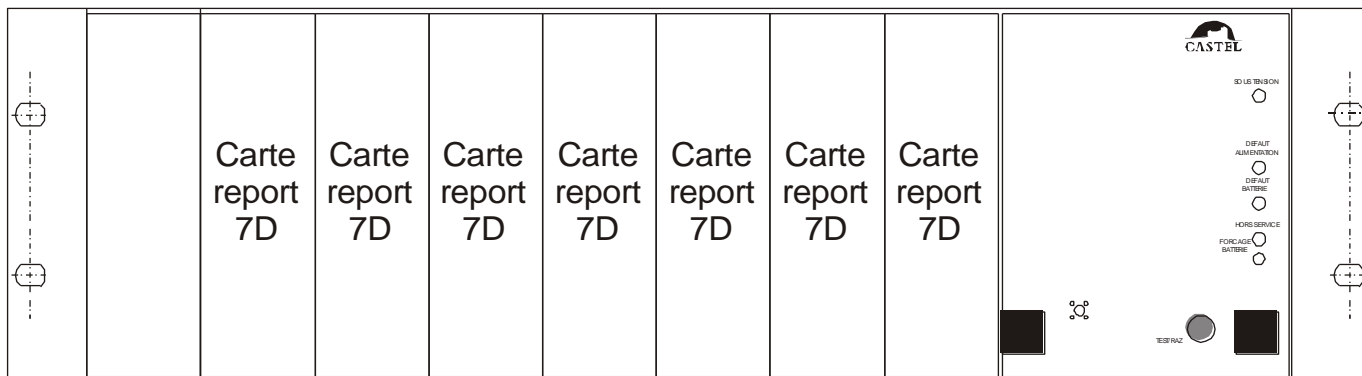 CASTEL
SOUS TENSION
Carte report 7D
Carte report 7D
Carte report 7D
Carte report 7D
Carte report 7D
Carte report 7D
Carte report 7D
DEFAUT
ALIMENTATION
DEFAUT
BATTERIE
HORS SERVICE
FORCAGE
BATTERIE
TEST/RAZ